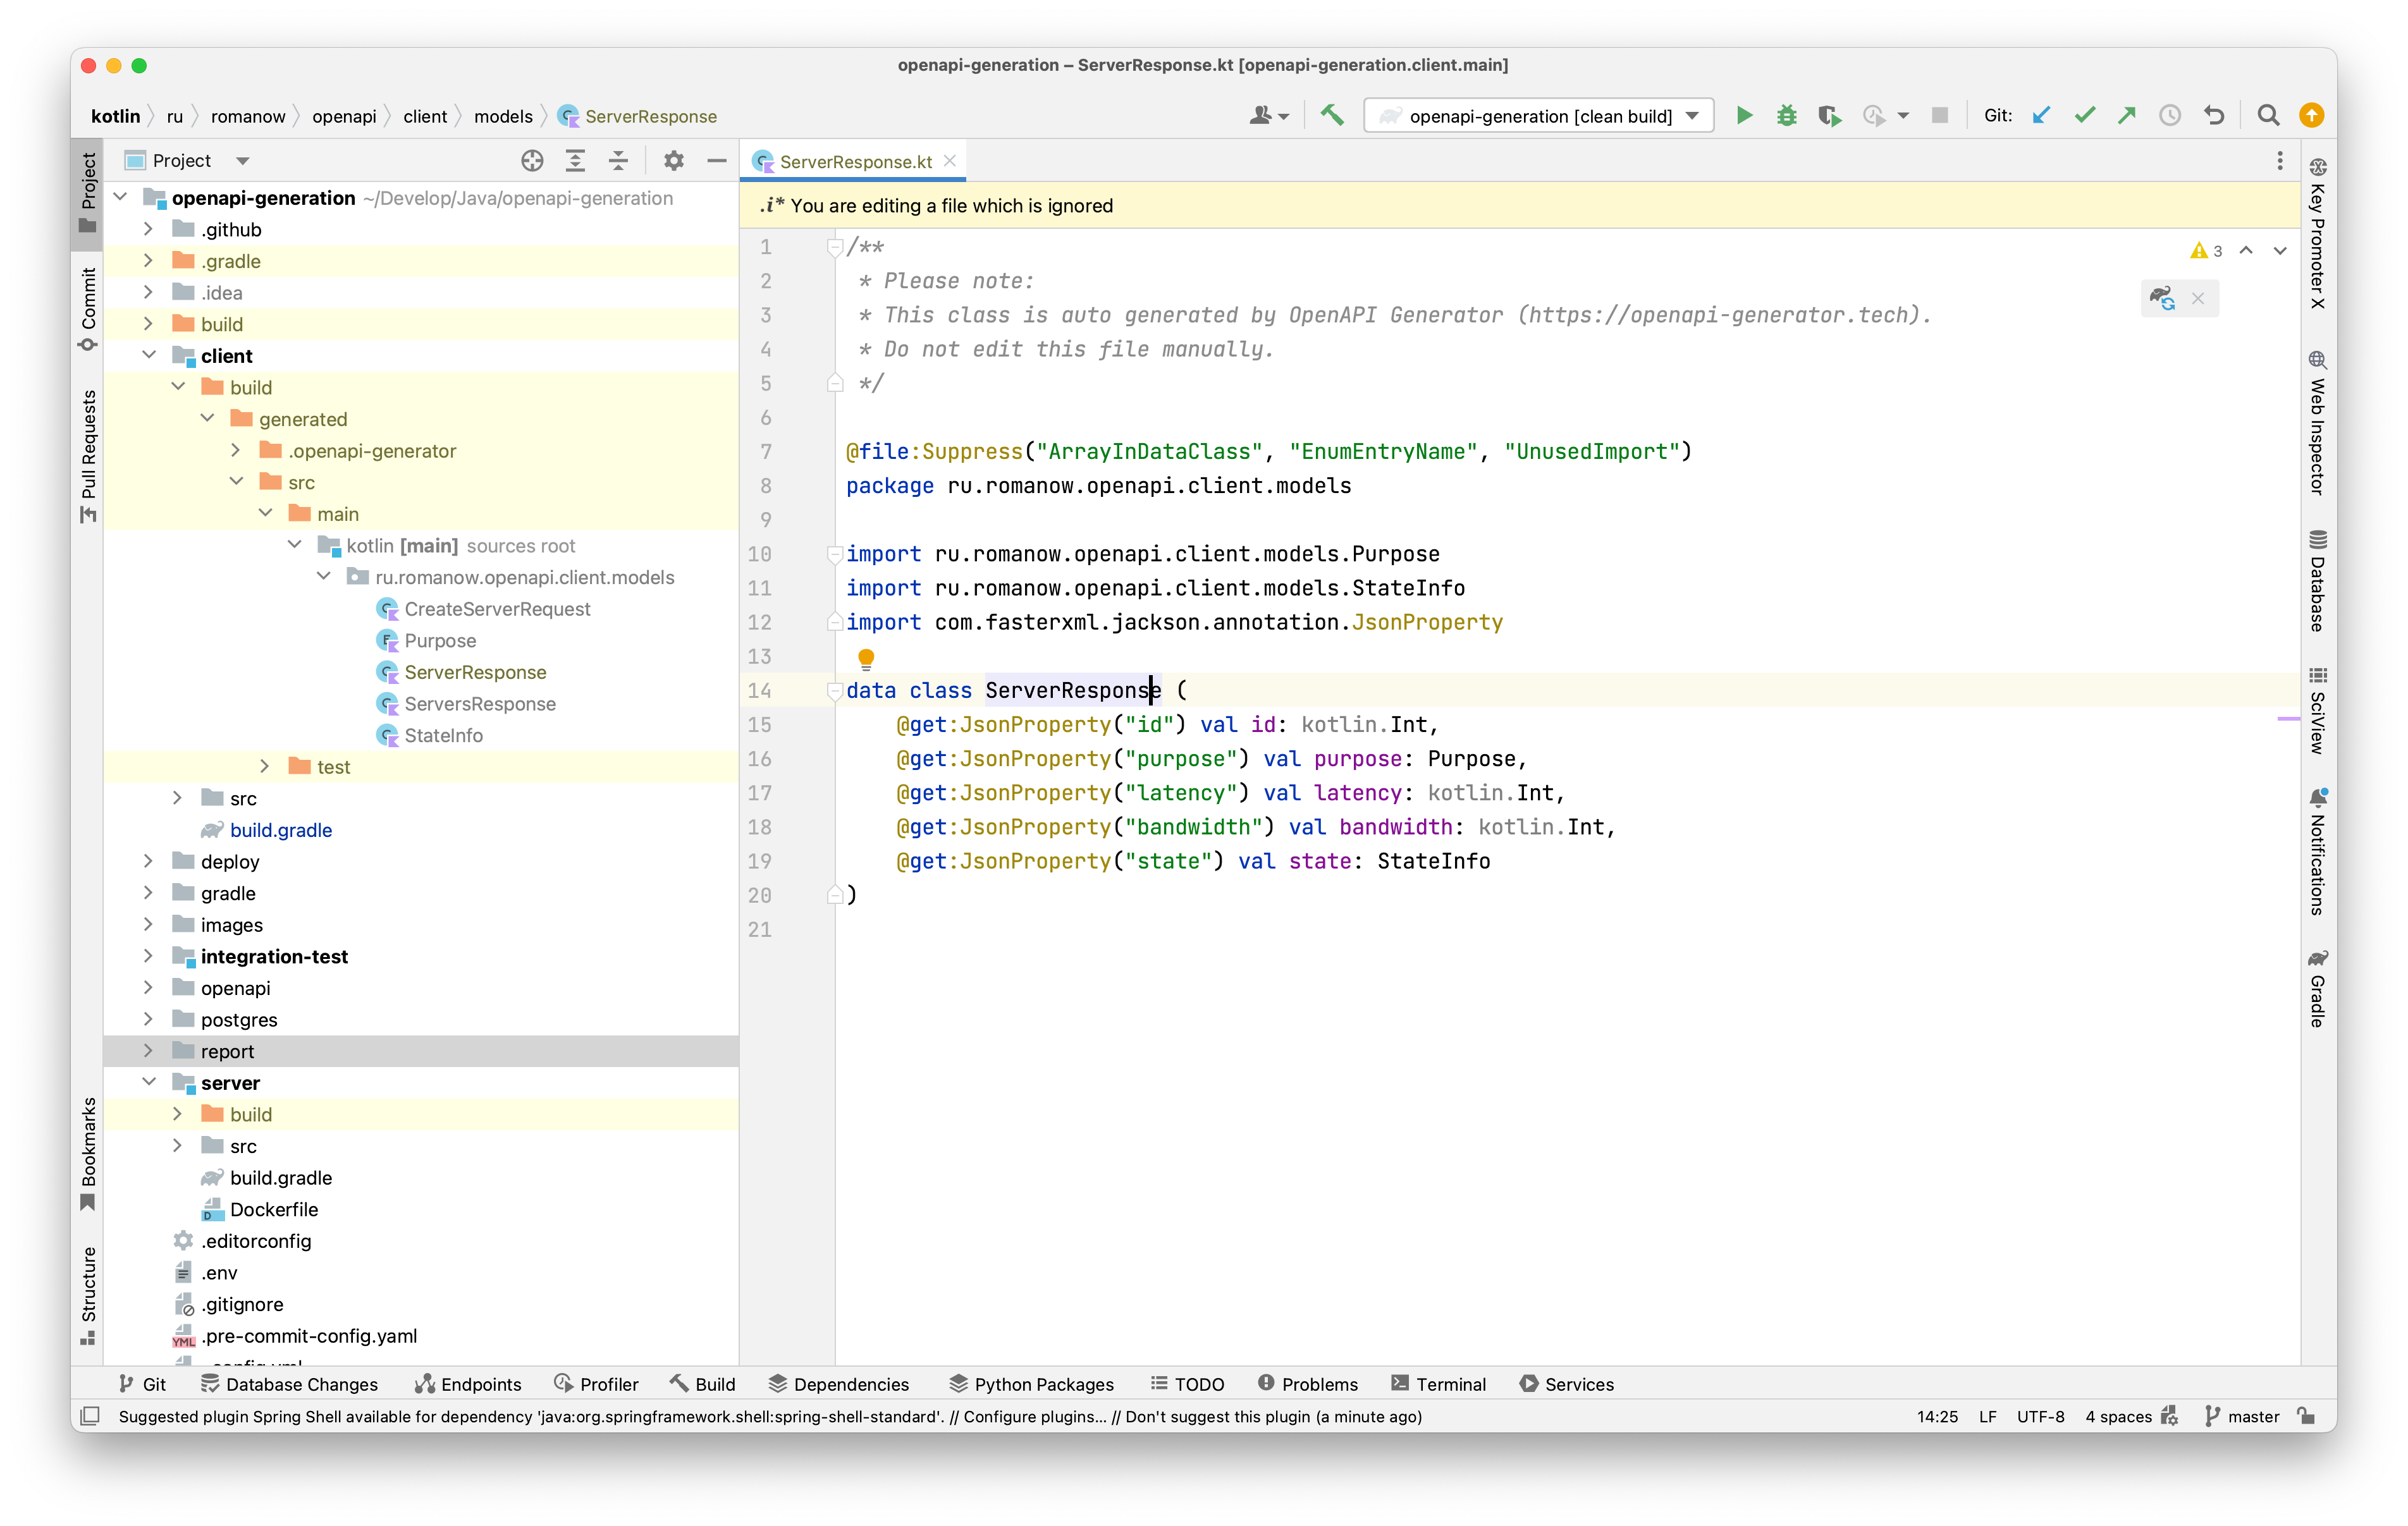 openapi-generation – ServerResponse.kt [openapi-generation.client.main]
kotlin ru romanow openapi client models ServerResponse
openapi-generation [clean build] Git:
Project
Commit
Pull Requests
Bookmarks
Structure
Project
openapi-generation ~/Develop/Java/openapi-generation
.github
.gradle
.idea
build
client
build
generated
.openapi-generator
src
main
kotlin [main] sources root
ru.romanow.openapi.client.models
CreateServerRequest
Purpose
ServerResponse
ServersResponse
StateInfo
test
src
build.gradle
deploy
gradle
images
integration-test
openapi
postgres
report
server
build
src
build.gradle
Dockerfile
.editorconfig
.env
.gitignore
.pre-commit-config.yaml
ServerResponse.kt
.i* You are editing a file which is ignored
3
1 /**
2 * Please note:
3 * This class is auto generated by OpenAPI Generator (https://openapi-generator.tech).
4 * Do not edit this file manually.
5 */
6
7 @file:Suppress("ArrayInDataClass", "EnumEntryName", "UnusedImport")
8 package ru.romanow.openapi.client.models
9
10 import ru.romanow.openapi.client.models.Purpose
11 import ru.romanow.openapi.client.models.StateInfo
12 import com.fasterxml.jackson.annotation.JsonProperty
13
14 data class ServerResponse (
15 @get:JsonProperty("id") val id: kotlin.Int,
16 @get:JsonProperty("purpose") val purpose: Purpose,
17 @get:JsonProperty("latency") val latency: kotlin.Int,
18 @get:JsonProperty("bandwidth") val bandwidth: kotlin.Int,
19 @get:JsonProperty("state") val state: StateInfo
20 )
21
Key Promoter X
Web Inspector
Database
SciView
Notifications
Gradle
Git Database Changes Endpoints Profiler Build Dependencies Python Packages TODO Problems Terminal Services
Suggested plugin Spring Shell available for dependency 'java:org.springframework.shell:spring-shell-standard'. // Configure plugins... // Don't suggest this plugin (a minute ago) 14:25 LF UTF-8 4 spaces master